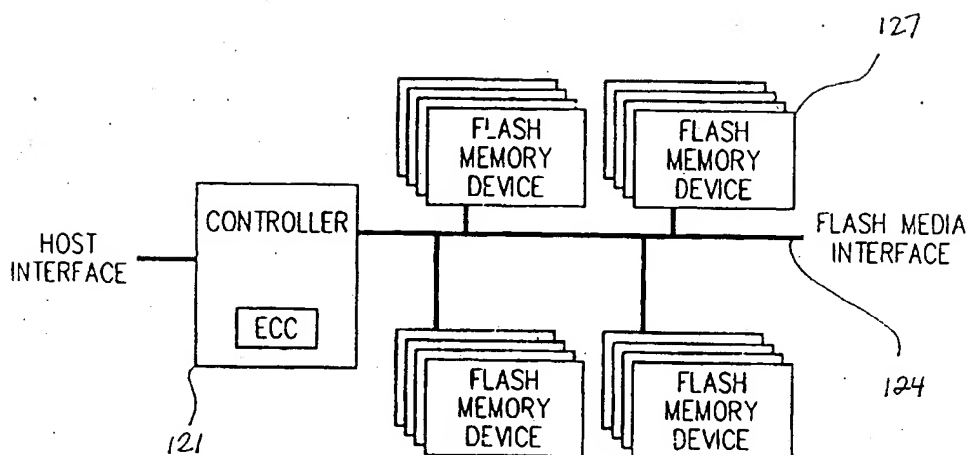 127
FLASH
MEMORY
DEVICE
FLASH
MEMORY
DEVICE
CONTROLLER
HOST
INTERFACE
FLASH MEDIA
INTERFACE
ECC
FLASH
MEMORY
DEVICE
FLASH
MEMORY
DEVICE
124
121